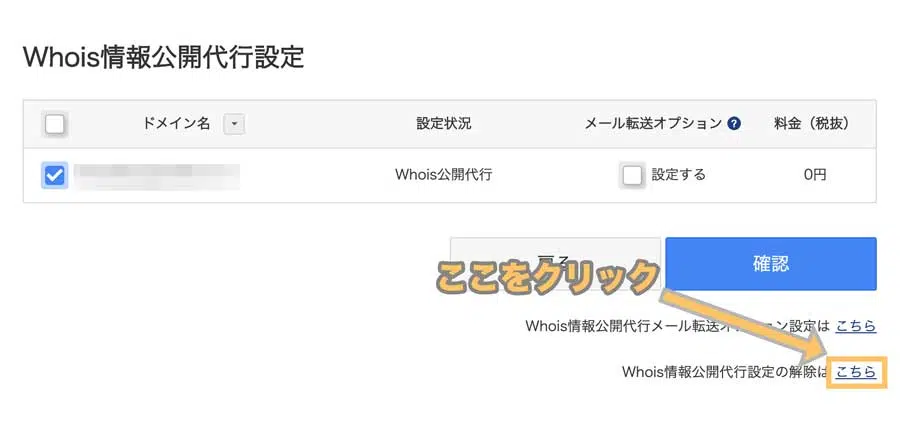 Whois情報公開代行設定
ドメイン名 設定状況 メール転送オプション ? 料金（税抜）
Whois公開代行 設定する 0円
確認
ここをクリック
Whois情報公開代行メール転送オプション設定は こちら
Whois情報公開代行設定の解除は こちら